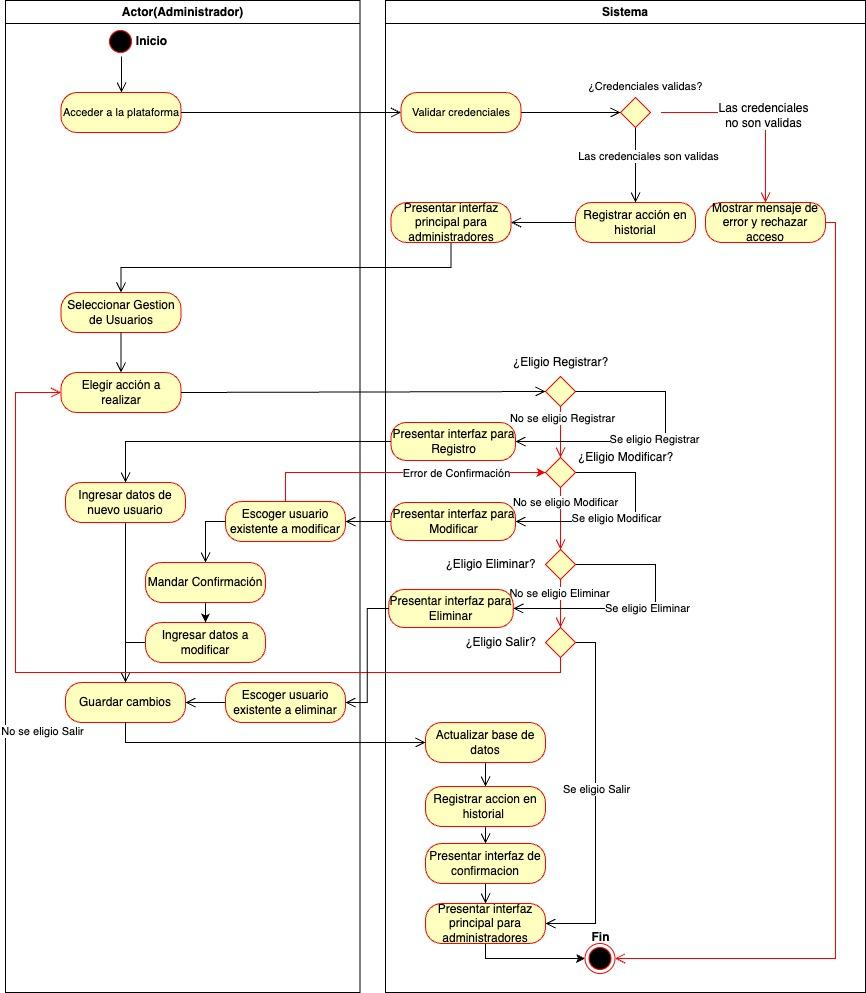 Actor(Administrador)
Sistema
Inicio
¿Credenciales validas?
Acceder a la plataforma
Validar credenciales
Las credenciales
no son validas
Las credenciales son validas
Presentar interfaz
principal para
administradores
Registrar acción en
historial
Mostrar mensaje de
error y rechazar
acceso
Seleccionar Gestion
de Usuarios
¿Eligio Registrar?
Elegir acción a
realizar
No se eligio Registrar
Presentar interfaz para
Registro
Se eligio Registrar
¿Eligio Modificar?
Error de Confirmación
Ingresar datos de
nuevo usuario
No se eligio Modificar
Escoger usuario
existente a modificar
Presentar interfaz para
Modificar
Se eligio Modificar
¿Eligio Eliminar?
Mandar Confirmación
No se eligio Eliminar
Presentar interfaz para
Eliminar
Se eligio Eliminar
Ingresar datos a
modificar
¿Eligio Salir?
Guardar cambios
Escoger usuario
existente a eliminar
No se eligio Salir
Actualizar base de
datos
Se eligio Salir
Registrar accion en
historial
Presentar interfaz de
confirmacion
Presentar interfaz
principal para
administradores
Fin